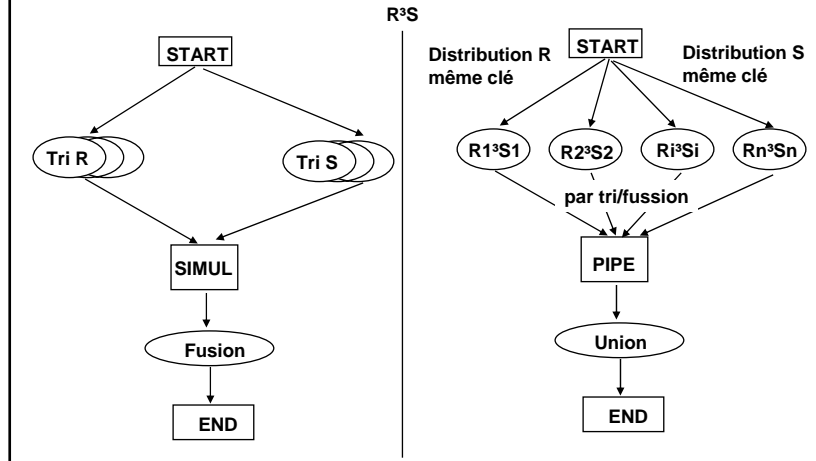 R³S
START
Tri R
Tri S
SIMUL
Fusion
END
Distribution R
même clé
START
Distribution S
même clé
R1³S1
R2³S2
Ri³Si
Rn³Sn
par tri/fussion
PIPE
Union
END